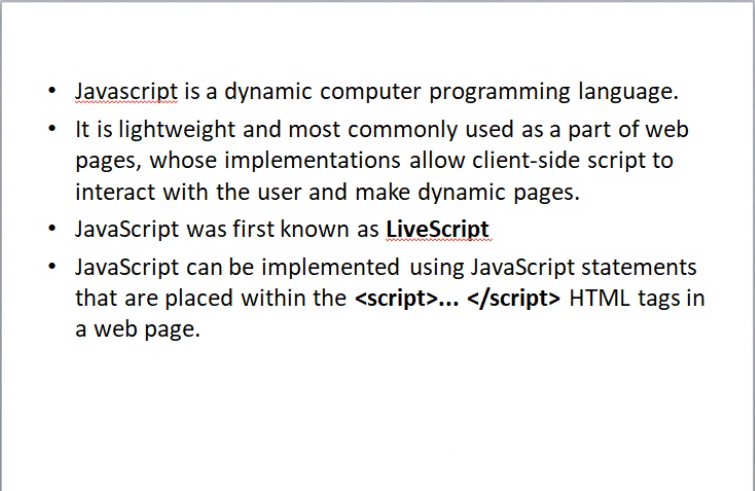 • Javascript is a dynamic computer programming language.
• It is lightweight and most commonly used as a part of web
pages, whose implementations allow client-side script to
interact with the user and make dynamic pages.
• JavaScript was first known as LiveScript
• JavaScript can be implemented using JavaScript statements
that are placed within the <script>... </script> HTML tags in
a web page.